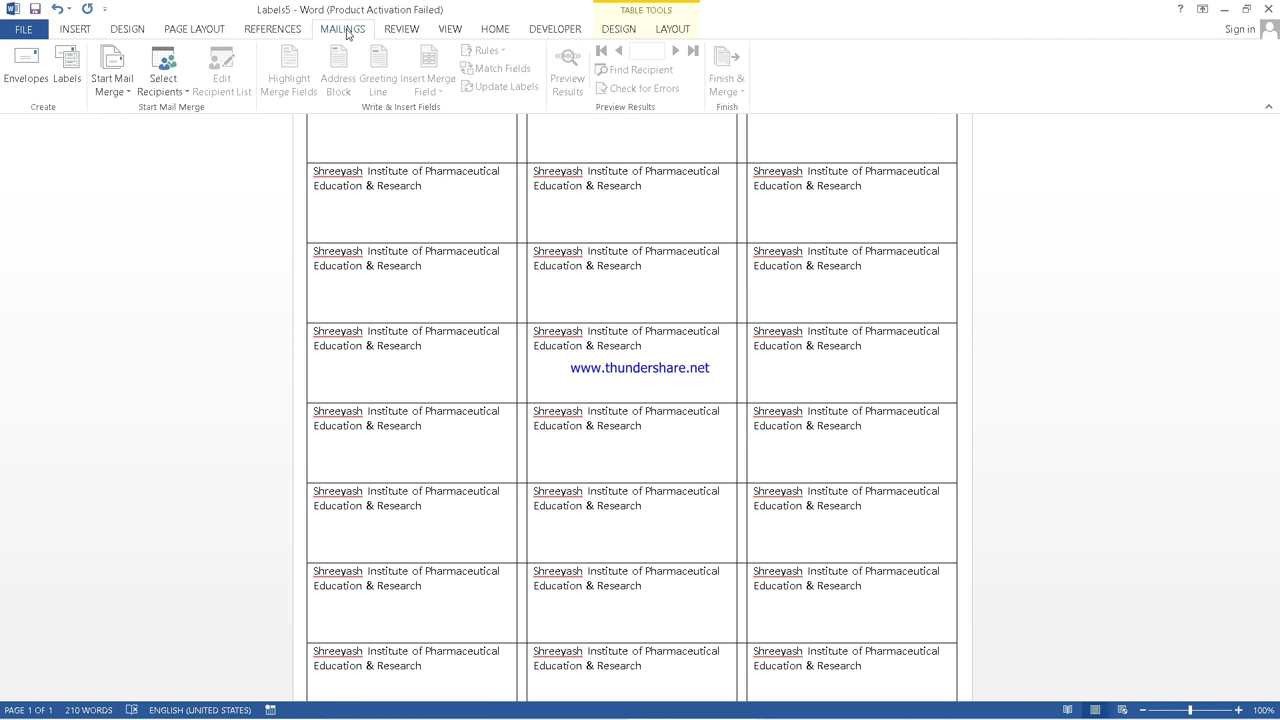 Labels5 - Word (Product Activation Failed)
TABLE TOOLS
?
FILE INSERT DESIGN PAGE LAYOUT REFERENCES MAILINGS REVIEW VIEW HOME DEVELOPER DESIGN LAYOUT Sign in
Envelopes Labels
Create
Start Mail Merge
Select Recipients
Edit Recipient List
Start Mail Merge
Highlight Merge Fields
Address Block
Greeting Line
Insert Merge Field
Rules
Match Fields
Update Labels
Write & Insert Fields
Preview Results
Find Recipient
Check for Errors
Preview Results
Finish & Merge
Finish
Shreeyash Institute of Pharmaceutical Shreeyash Institute of Pharmaceutical Shreeyash Institute of Pharmaceutical
Education & Research Education & Research Education & Research
Shreeyash Institute of Pharmaceutical Shreeyash Institute of Pharmaceutical Shreeyash Institute of Pharmaceutical
Education & Research Education & Research Education & Research
Shreeyash Institute of Pharmaceutical Shreeyash Institute of Pharmaceutical Shreeyash Institute of Pharmaceutical
Education & Research Education & Research Education & Research
www.thundershare.net
Shreeyash Institute of Pharmaceutical Shreeyash Institute of Pharmaceutical Shreeyash Institute of Pharmaceutical
Education & Research Education & Research Education & Research
Shreeyash Institute of Pharmaceutical Shreeyash Institute of Pharmaceutical Shreeyash Institute of Pharmaceutical
Education & Research Education & Research Education & Research
Shreeyash Institute of Pharmaceutical Shreeyash Institute of Pharmaceutical Shreeyash Institute of Pharmaceutical
Education & Research Education & Research Education & Research
Shreeyash Institute of Pharmaceutical Shreeyash Institute of Pharmaceutical Shreeyash Institute of Pharmaceutical
Education & Research Education & Research Education & Research
PAGE 1 OF 1 210 WORDS ENGLISH (UNITED STATES) 100%